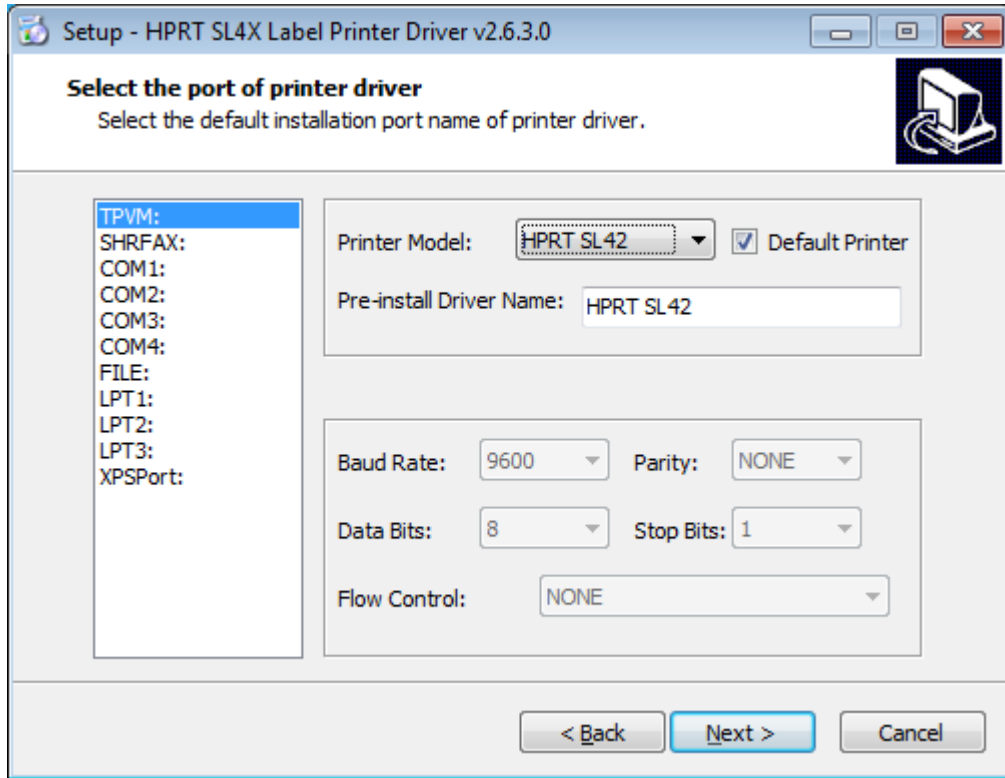 Setup - HPRT SL4X Label Printer Driver v2.6.3.0
Select the port of printer driver
Select the default installation port name of printer driver.
TPVM:
SHRFAX:
COM1:
COM2:
COM3:
COM4:
FILE:
LPT1:
LPT2:
LPT3:
XPSPort:
Printer Model: HPRT SL42 Default Printer
Pre-install Driver Name: HPRT SL42
Baud Rate: 9600 Parity: NONE
Data Bits: 8 Stop Bits: 1
Flow Control: NONE
< Back Next > Cancel